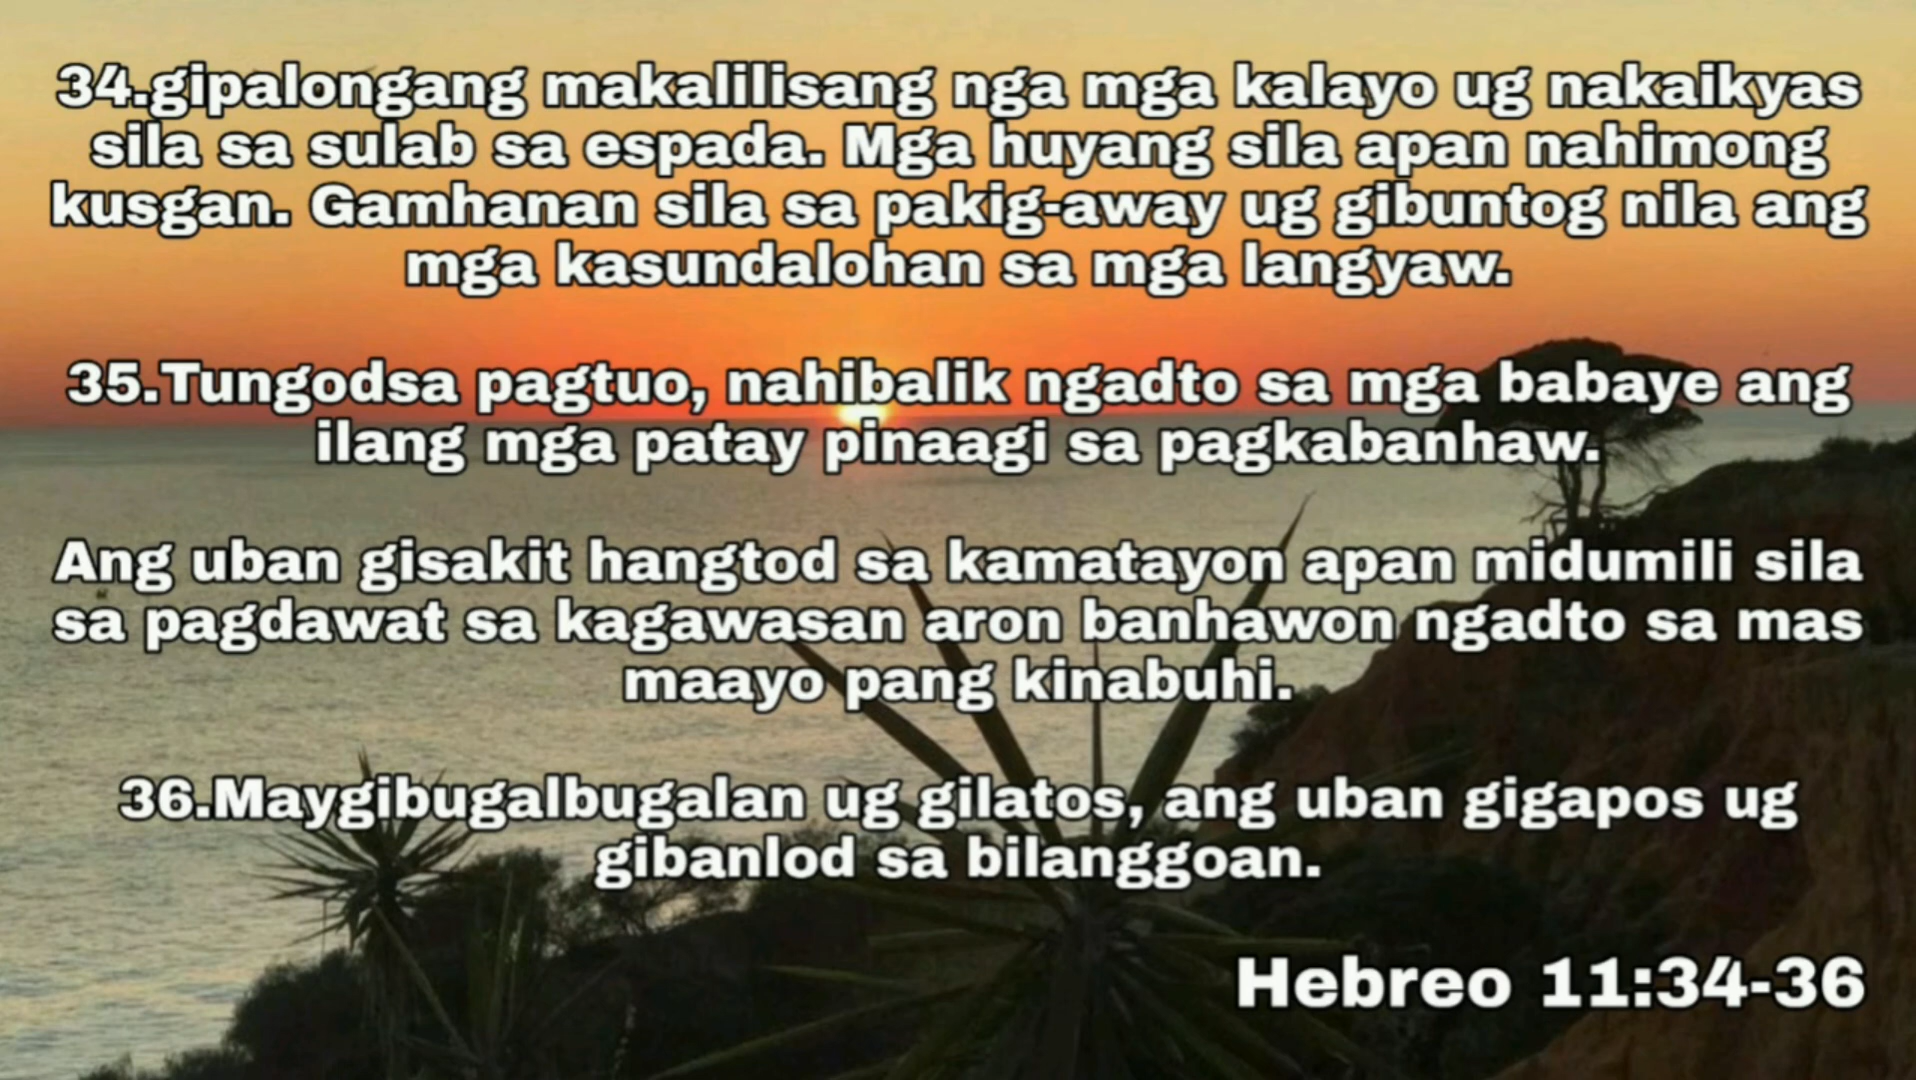 34.gipalongang makalilisang nga mga kalayo ug nakaikyas
sila sa sulab sa espada. Mga huyang sila apan nahimong
kusgan. Gamhanan sila sa pakig-away ug gibuntog nila ang
mga kasundalohan sa mga langyaw.
35.Tungodsa pagtuo, nahibalik ngadto sa mga babaye ang
ilang mga patay pinaagi sa pagkabanhaw.
Ang uban gisakit hangtod sa kamatayon apan midumili sila
sa pagdawat sa kagawasan aron banhawon ngadto sa mas
maayo pang kinabuhi.
36.Maygibugalbugalan ug gilatos, ang uban gigapos ug
gibanlod sa bilanggoan.
Hebreo 11:34-36